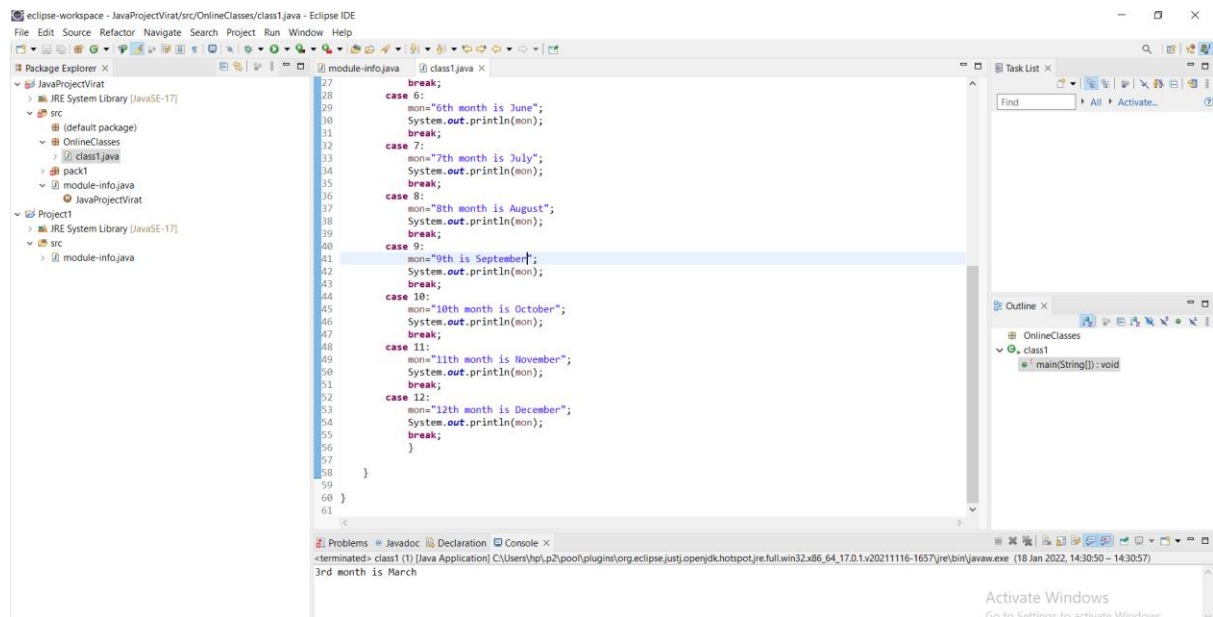 eclipse-workspace - JavaProjectVirat/src/OnlineClasses/class1.java - Eclipse IDE
File Edit Source Refactor Navigate Search Project Run Window Help
Package Explorer
JavaProjectVirat
JRE System Library [JavaSE-17]
src
(default package)
OnlineClasses
class1.java
pack1
module-info.java
JavaProjectVirat
Project1
JRE System Library [JavaSE-17]
src
module-info.java
module-info.java class1.java
27 break;
28 case 6:
29 mon="6th month is June";
30 System.out.println(mon);
31 break;
32 case 7:
33 mon="7th month is July";
34 System.out.println(mon);
35 break;
36 case 8:
37 mon="8th month is August";
38 System.out.println(mon);
39 break;
40 case 9:
41 mon="9th is September";
42 System.out.println(mon);
43 break;
44 case 10:
45 mon="10th month is October";
46 System.out.println(mon);
47 break;
48 case 11:
49 mon="11th month is November";
50 System.out.println(mon);
51 break;
52 case 12:
53 mon="12th month is December";
54 System.out.println(mon);
55 break;
56 }
57
58 }
59
60 }
61
Task List
Find All Activate...
Outline
OnlineClasses
class1
main(String[]) : void
Problems Javadoc Declaration Console
<terminated> class1 (1) [Java Application] C:\Users\hp\.p2\pool\plugins\org.eclipse.justj.openjdk.hotspot.jre.full.win32.x86_64_17.0.1.v20211116-1657\jre\bin\javaw.exe (18 Jan 2022, 14:30:50 – 14:30:57)
3rd month is March
Activate Windows
Go to Settings to activate Windows.